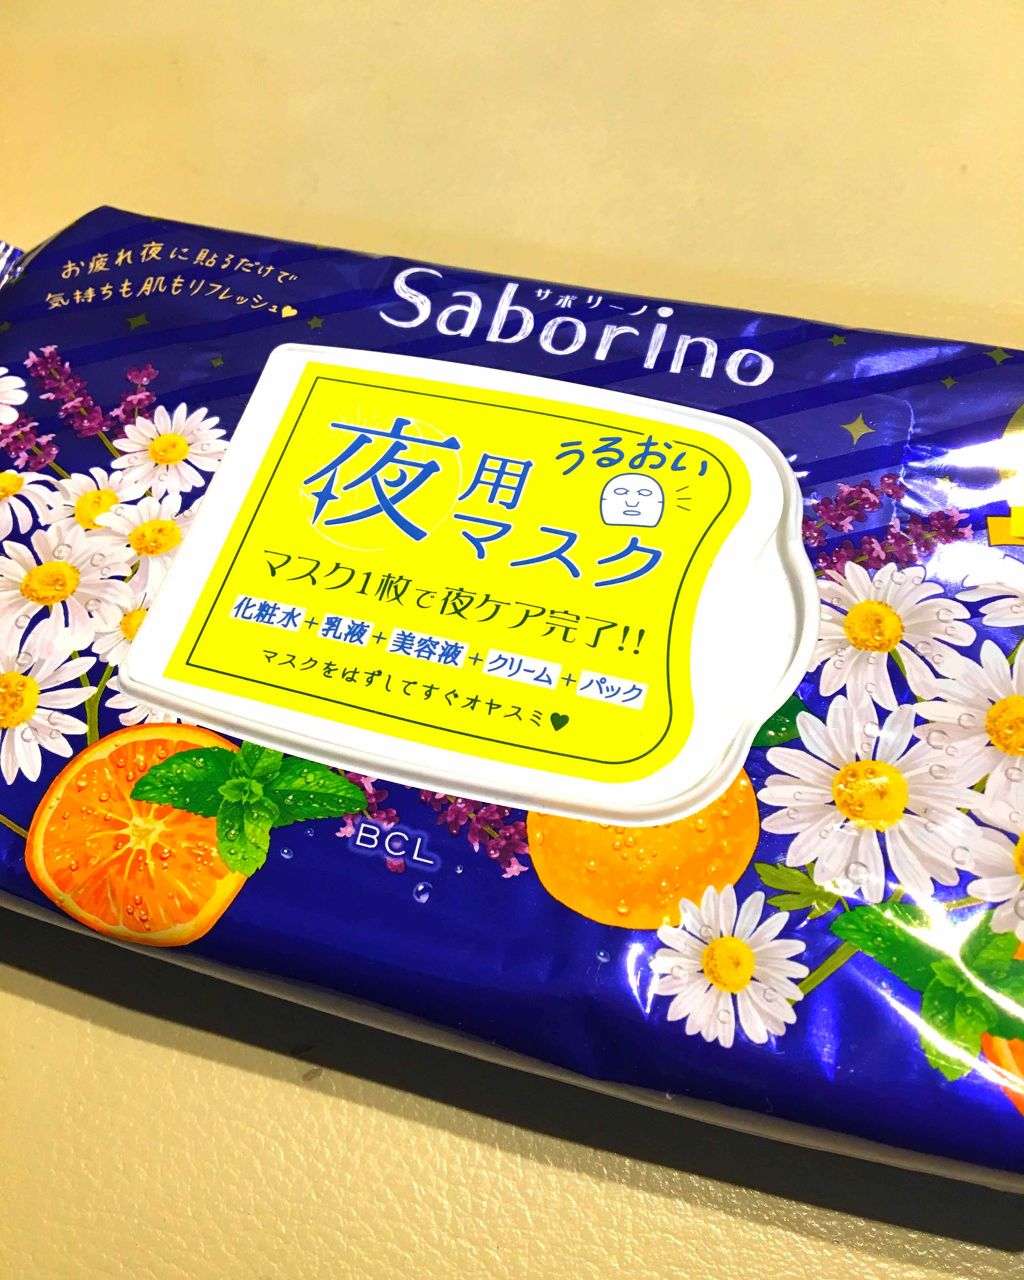 お疲れ夜に貼るだけで
気持ちも肌もリフレッシュ♥
サボリーノ
Saborino
うるおい
夜用マスク
マスク1枚で夜ケア完了!!
化粧水+乳液+美容液+クリーム+パック
マスクをはずしてすぐオヤスミ♥
BCL